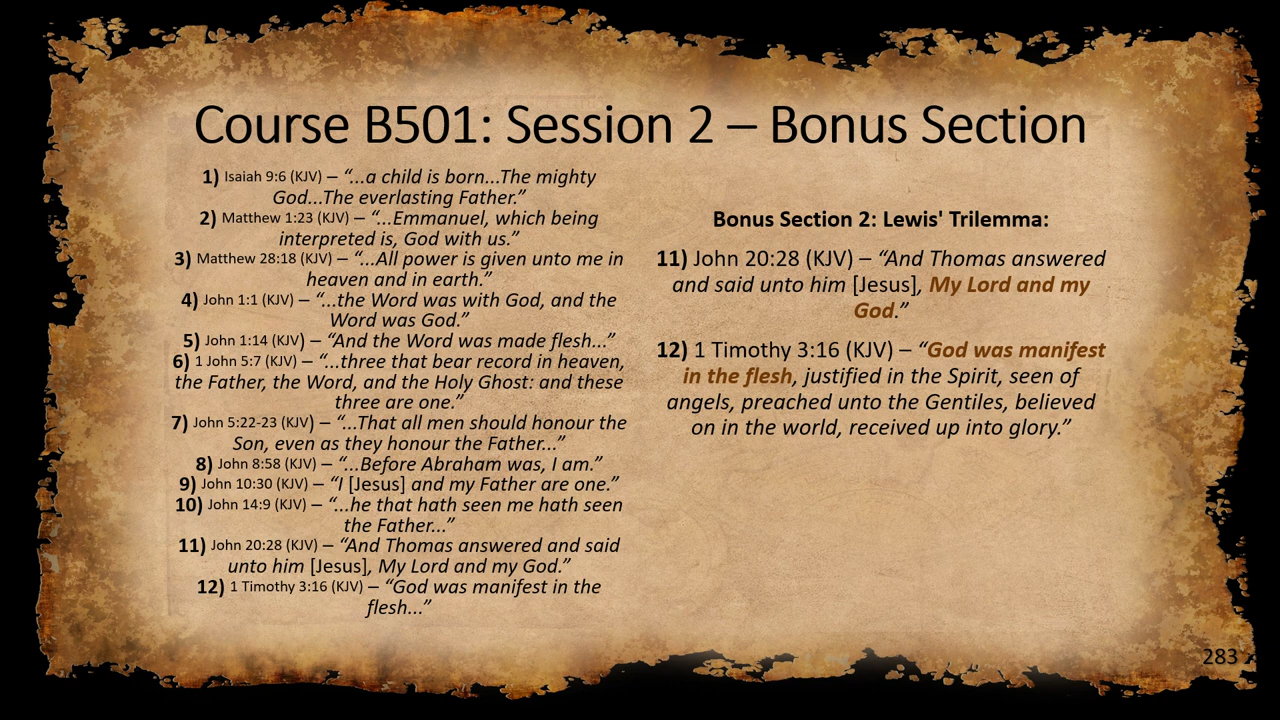 Course B501: Session 2 – Bonus Section
1) Isaiah 9:6 (KJV) – “...a child is born...The mighty
God...The everlasting Father.”
2) Matthew 1:23 (KJV) – “...Emmanuel, which being
interpreted is, God with us.”
3) Matthew 28:18 (KJV) – “...All power is given unto me in
heaven and in earth.”
4) John 1:1 (KJV) – “...the Word was with God, and the
Word was God.”
5) John 1:14 (KJV) – “And the Word was made flesh...”
6) 1 John 5:7 (KJV) – “...three that bear record in heaven,
the Father, the Word, and the Holy Ghost: and these
three are one.”
7) John 5:22-23 (KJV) – “...That all men should honour the
Son, even as they honour the Father...”
8) John 8:58 (KJV) – “...Before Abraham was, I am.”
9) John 10:30 (KJV) – “I [Jesus] and my Father are one.”
10) John 14:9 (KJV) – “...he that hath seen me hath seen
the Father...”
11) John 20:28 (KJV) – “And Thomas answered and said
unto him [Jesus], My Lord and my God.”
12) 1 Timothy 3:16 (KJV) – “God was manifest in the
flesh...”
Bonus Section 2: Lewis' Trilemma:
11) John 20:28 (KJV) – “And Thomas answered
and said unto him [Jesus], My Lord and my
God.”
12) 1 Timothy 3:16 (KJV) – “God was manifest
in the flesh, justified in the Spirit, seen of
angels, preached unto the Gentiles, believed
on in the world, received up into glory.”
283